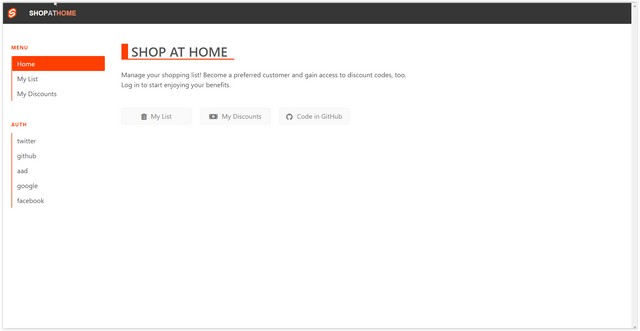 SHOPATHOME
MENU
Home
My List
My Discounts
AUTH
twitter
github
aad
google
facebook
SHOP AT HOME
Manage your shopping list! Become a preferred customer and gain access to discount codes, too.
Log in to start enjoying your benefits.
My List
My Discounts
Code in GitHub